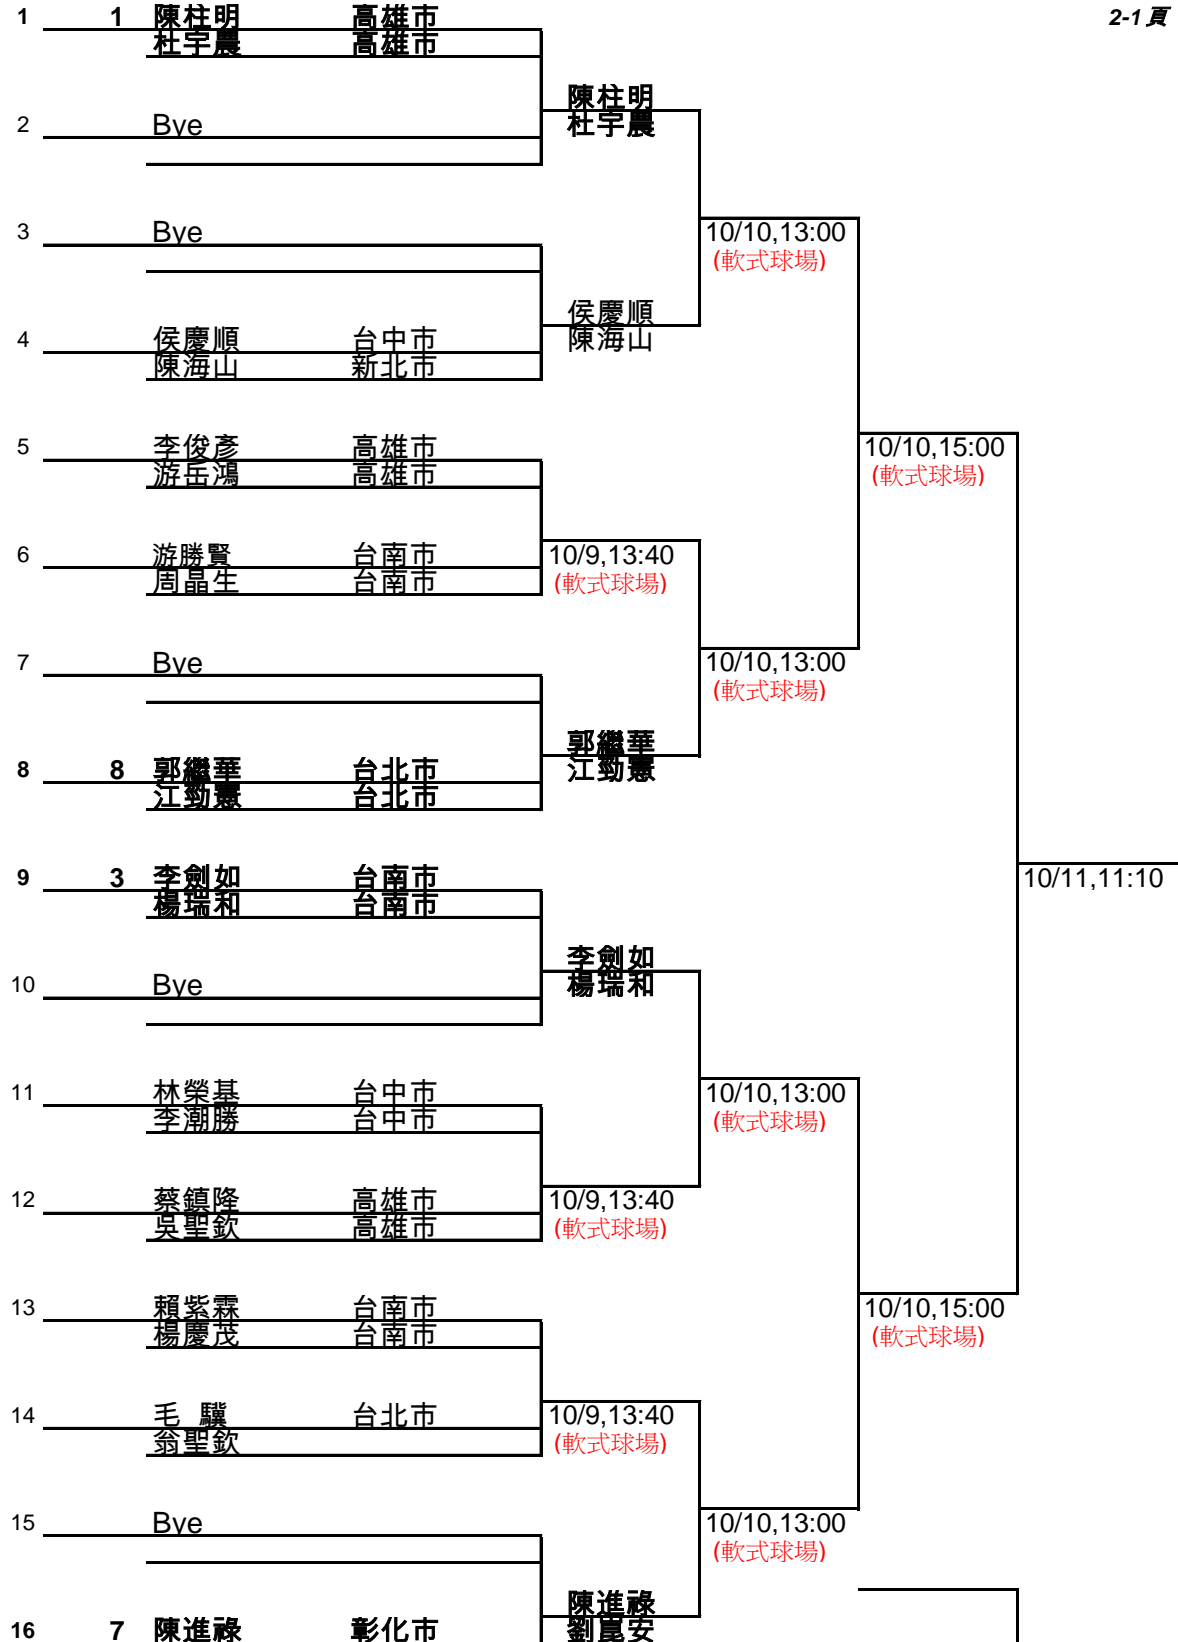 1 1 陳柱明 高雄市 2-1頁
杜宇農 高雄市
陳柱明
2 Bye 杜宇農
3 Bye 10/10,13:00
(軟式球場)
侯慶順
4 侯慶順 台中市 陳海山
陳海山 新北市
5 李俊彥 高雄市 10/10,15:00
游岳鴻 高雄市 (軟式球場)
6 游勝賢 台南市 10/9,13:40
周晶生 台南市 (軟式球場)
7 Bye 10/10,13:00
(軟式球場)
郭繼華
8 8 郭繼華 台北市 江勁憲
江勁憲 台北市
9 3 李劍如 台南市 10/11,11:10
楊瑞和 台南市
李劍如
10 Bye 楊瑞和
11 林榮基 台中市 10/10,13:00
李潮勝 台中市 (軟式球場)
12 蔡鎮隆 高雄市 10/9,13:40
吳聖欽 高雄市 (軟式球場)
13 賴紫霖 台南市 10/10,15:00
楊慶茂 台南市 (軟式球場)
14 毛 驥 台北市 10/9,13:40
翁聖欽 (軟式球場)
15 Bye 10/10,13:00
(軟式球場)
陳進祿
16 7 陳進祿 彰化市 劉崑安